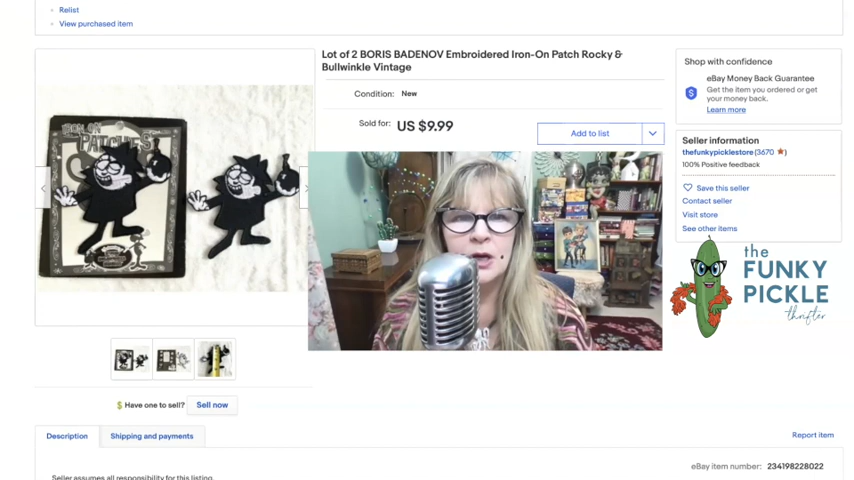 Relist
View purchased item
Lot of 2 BORIS BADENOV Embroidered Iron-On Patch Rocky &
Bullwinkle Vintage
Condition: New
Sold for: US $9.99
Add to list
Shop with confidence
eBay Money Back Guarantee
Get the item you ordered or get
your money back.
Learn more
Seller information
thefunkypicklestore (3670 )
100% Positive feedback
Save this seller
Contact seller
Visit store
See other items
IRON ON
PATCHES
the
FUNKY
PICKLE
thrifter
Have one to sell? Sell now
Description
Shipping and payments
Report item
eBay item number: 234198228022
Seller assumes all responsibility for this listing.